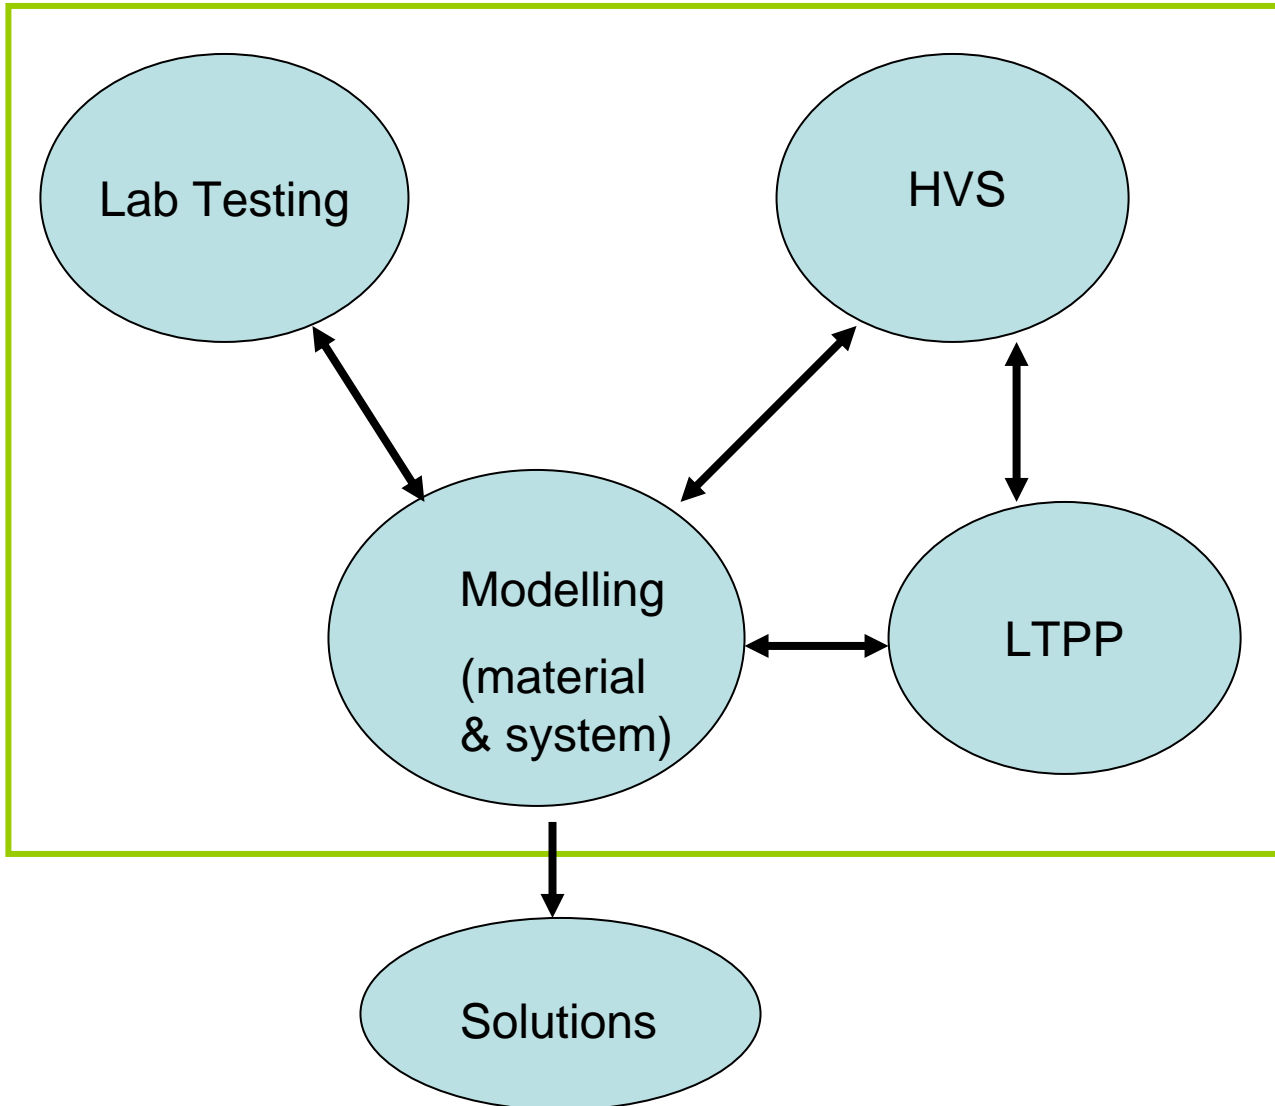 Lab Testing
HVS
Modelling
(material
& system)
LTPP
Solutions